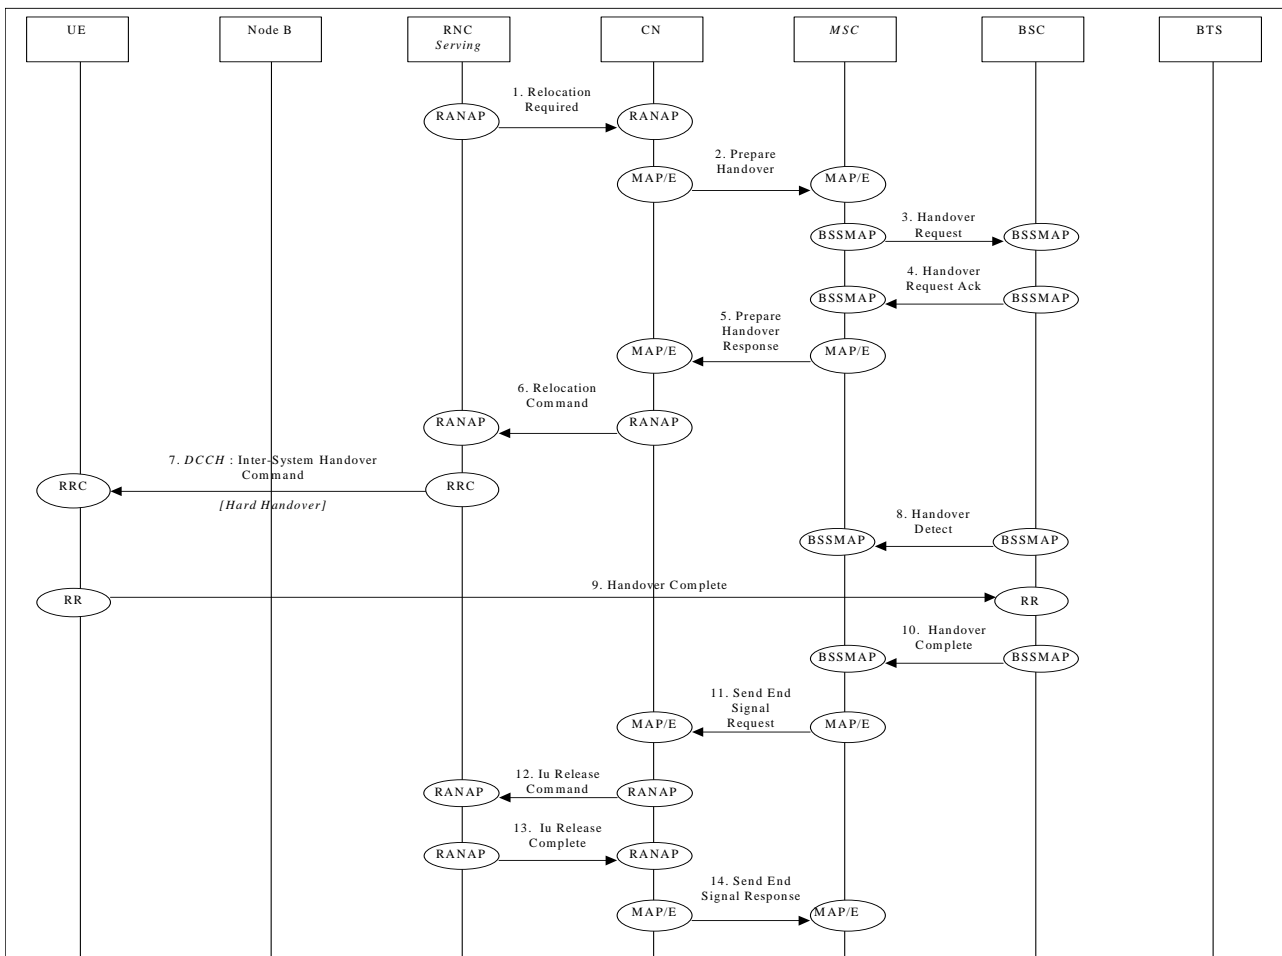 UE
Node B
RNC
Serving
CN
MSC
BSC
BTS
1. Relocation
Required
RANAP
RANAP
2. Prepare
Handover
MAP/E
MAP/E
3. Handover
Request
BSSMAP
BSSMAP
4. Handover
Request Ack
BSSMAP
BSSMAP
5. Prepare
Handover
Response
MAP/E
MAP/E
6. Relocation
Command
RANAP
RANAP
7. DCCH : Inter-System Handover
Command
RRC
RRC
[Hard Handover]
8. Handover
Detect
BSSMAP
BSSMAP
9. Handover Complete
RR
RR
10. Handover
Complete
BSSMAP
BSSMAP
11. Send End
Signal
Request
MAP/E
MAP/E
12. Iu Release
Command
RANAP
RANAP
13. Iu Release
Complete
RANAP
RANAP
14. Send End
Signal Response
MAP/E
MAP/E